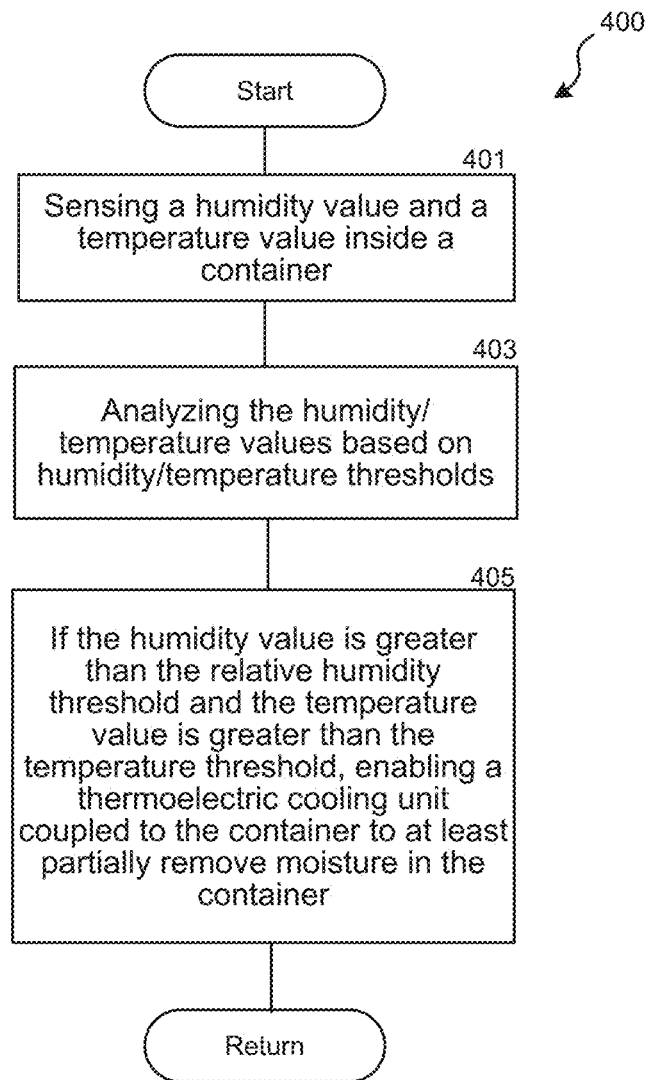 400
Start
401
Sensing a humidity value and a
temperature value inside a
container
403
Analyzing the humidity/
temperature values based on
humidity/temperature thresholds
405
If the humidity value is greater
than the relative humidity
threshold and the temperature
value is greater than the
temperature threshold, enabling a
thermoelectric cooling unit
coupled to the container to at least
partially remove moisture in the
container
Return